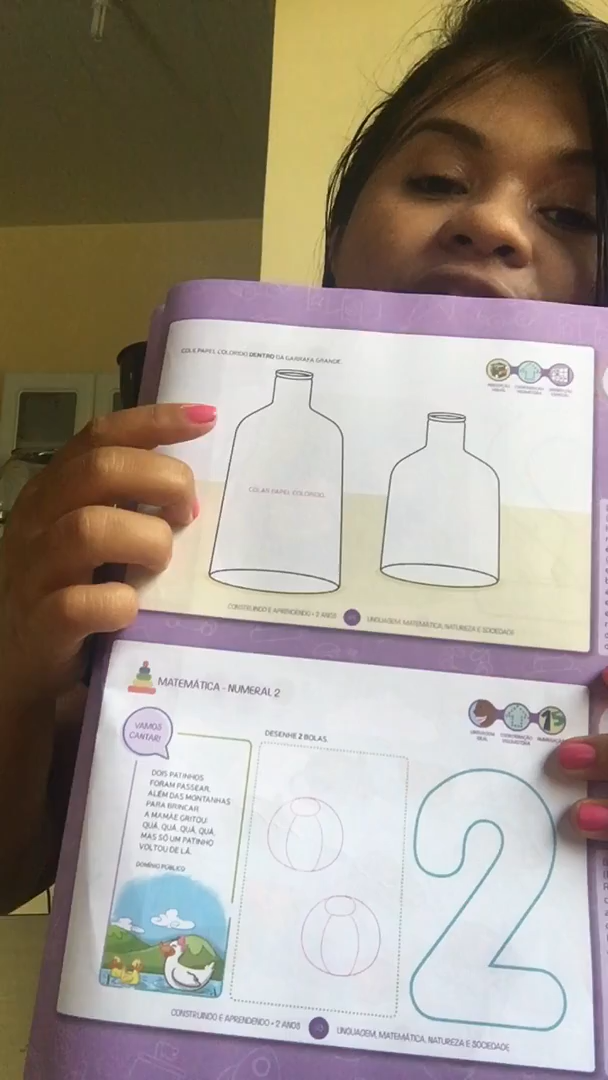 COLE PAPEL COLORIDO DENTRO DA GARRAFA GRANDE.
COLAR PAPEL COLORIDO.
CONSTRUINDO E APRENDENDO • 2 ANOS
LINGUAGEM, MATEMÁTICA, NATUREZA E SOCIEDADE
MATEMÁTICA - NUMERAL 2
VAMOS
CANTAR!
DOIS PATINHOS
FORAM PASSEAR,
ALÉM DAS MONTANHAS
PARA BRINCAR.
A MAMÃE GRITOU:
QUÁ, QUÁ, QUÁ, QUÁ,
MAS SÓ UM PATINHO
VOLTOU DE LÁ.
DOMÍNIO PÚBLICO
DESENHE 2 BOLAS.
2
CONSTRUINDO E APRENDENDO • 2 ANOS
LINGUAGEM, MATEMÁTICA, NATUREZA E SOCIEDADE